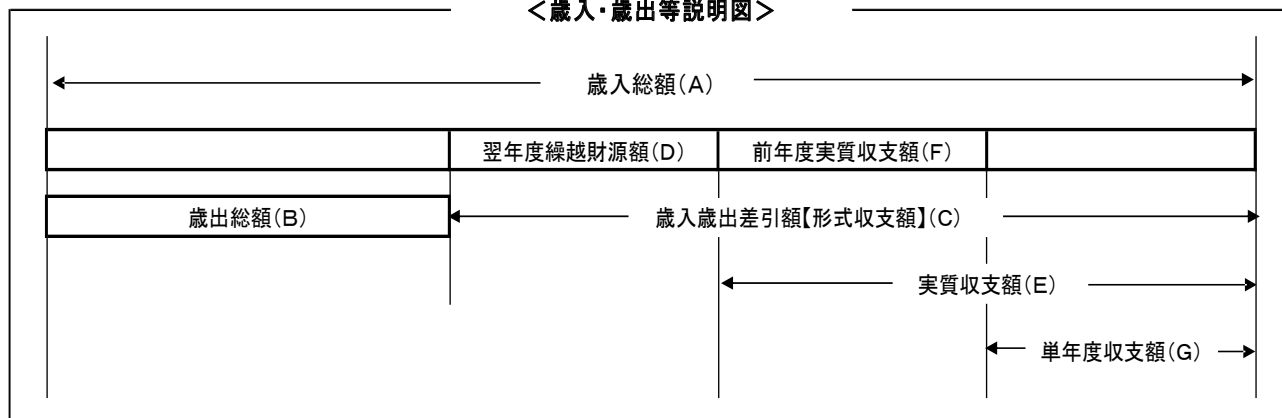 ＜歳入・歳出等説明図＞
歳入総額（A）
翌年度繰越財源額（D）
前年度実質収支額（F）
歳出総額（B）
歳入歳出差引額【形式収支額】（C）
実質収支額（E）
単年度収支額（G）